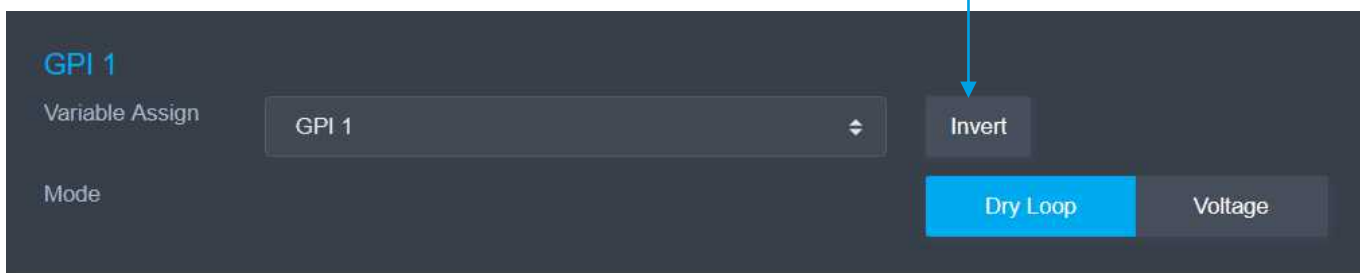 GPI 1
Variable Assign
GPI 1
Invert
Mode
Dry Loop
Voltage